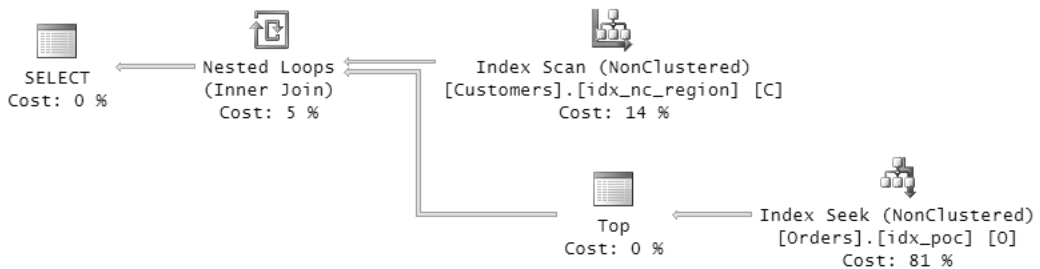 SELECT
Cost: 0 %
Nested Loops
(Inner Join)
Cost: 5 %
Index Scan (NonClustered)
[Customers].[idx_nc_region] [C]
Cost: 14 %
Top
Cost: 0 %
Index Seek (NonClustered)
[Orders].[idx_poc] [O]
Cost: 81 %